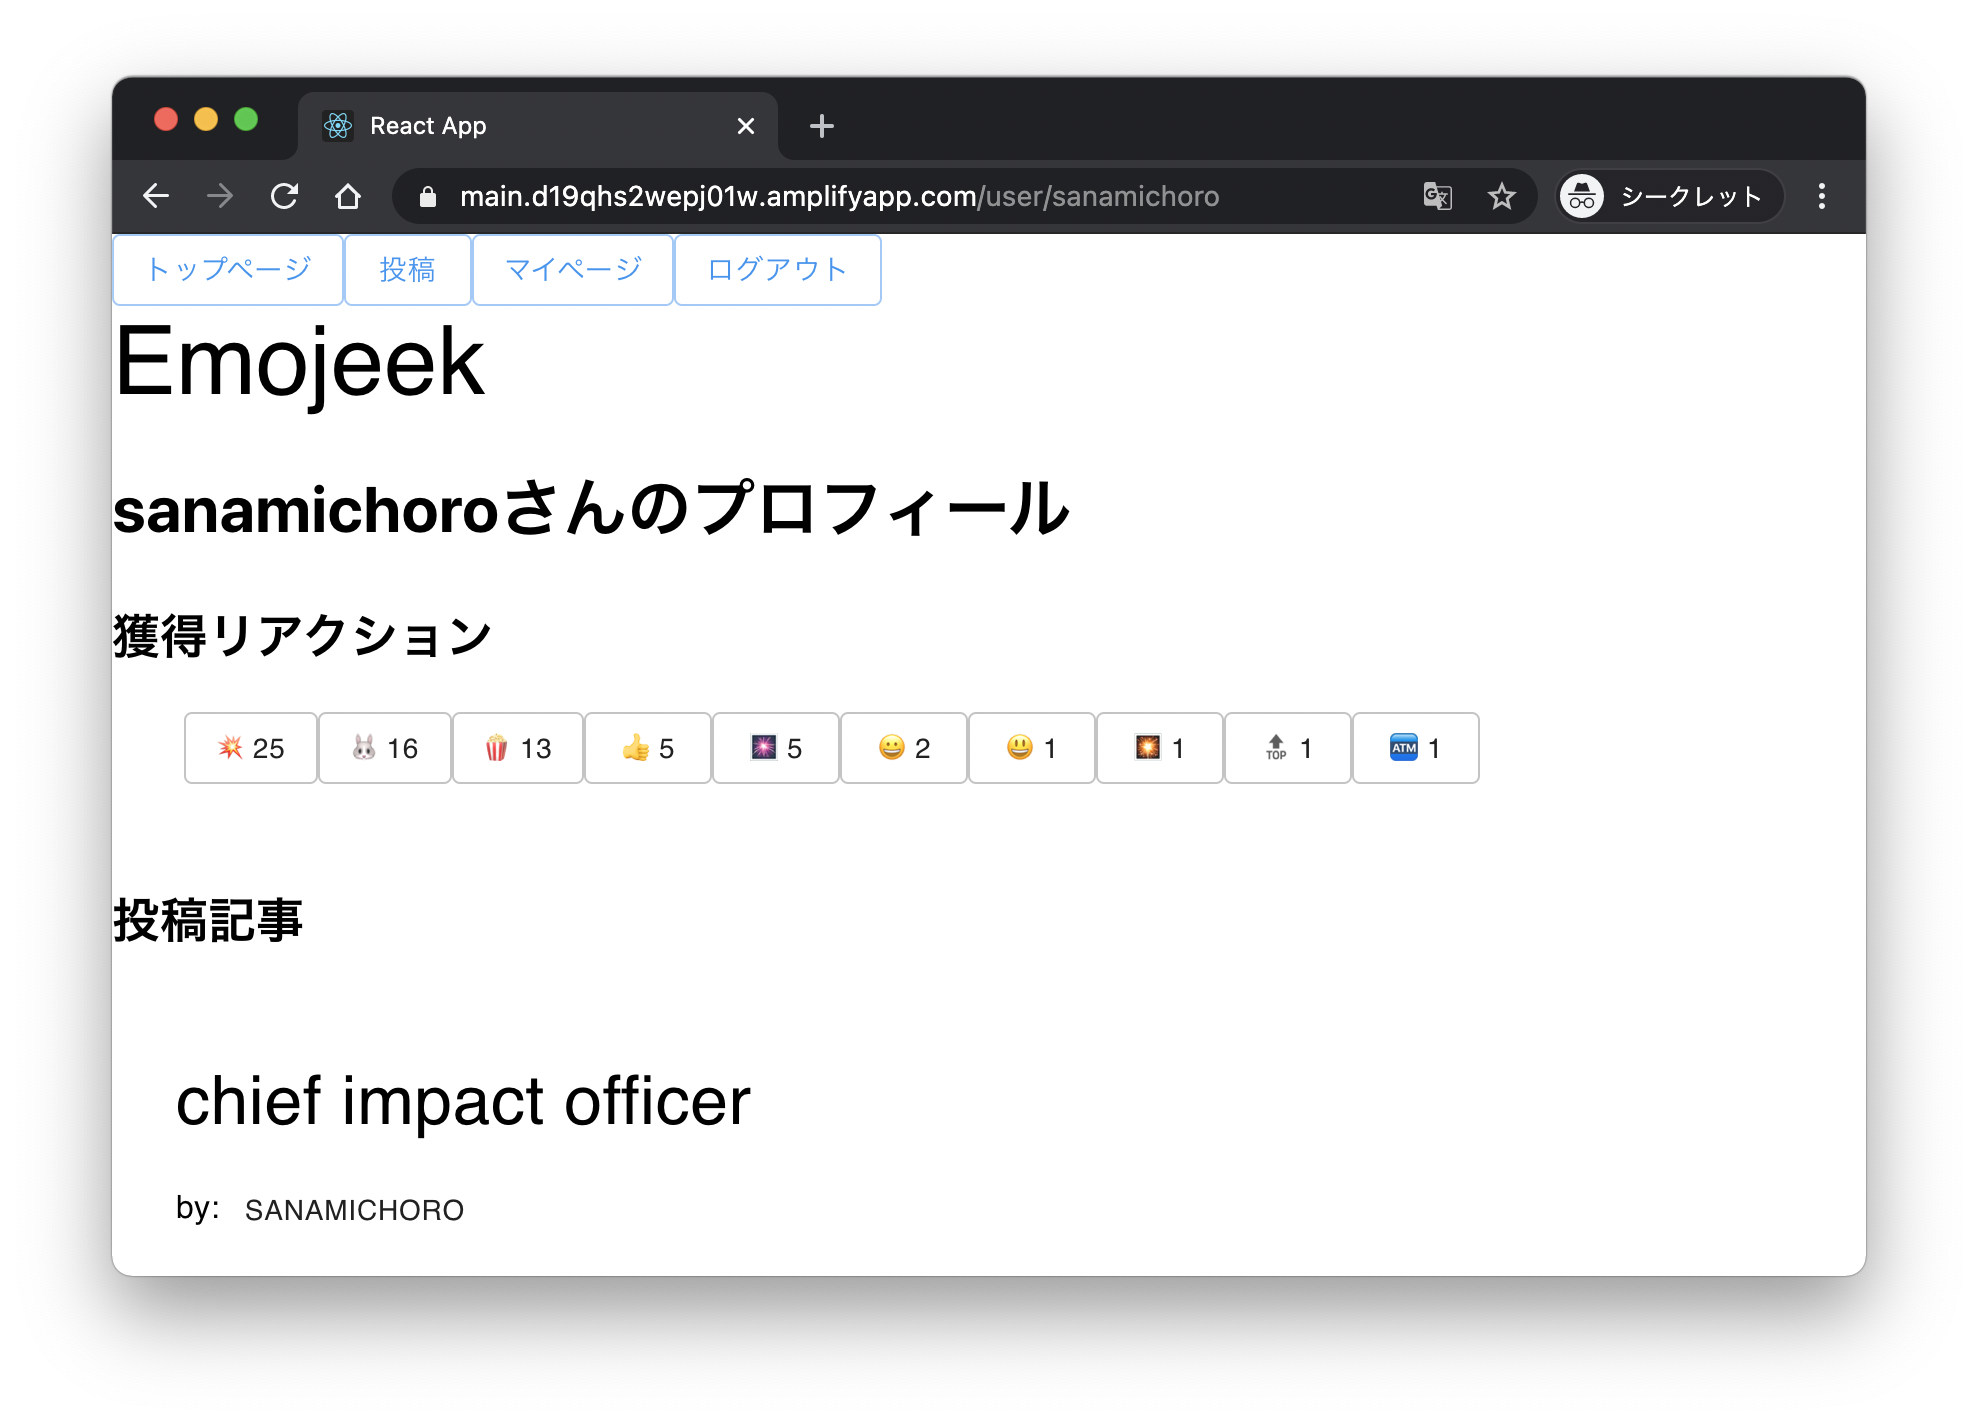 React App
main.d19qhs2wepj01w.amplifyapp.com/user/sanamichoro シークレット
トップページ 投稿 マイページ ログアウト
Emojeek
sanamichoroさんのプロフィール
獲得リアクション
💥 25 🐰 16 🍿 13 👍 5 🎆 5 😀 2 😃 1 🎇 1 🔝 1 🏧 1
投稿記事
chief impact officer
by: SANAMICHORO